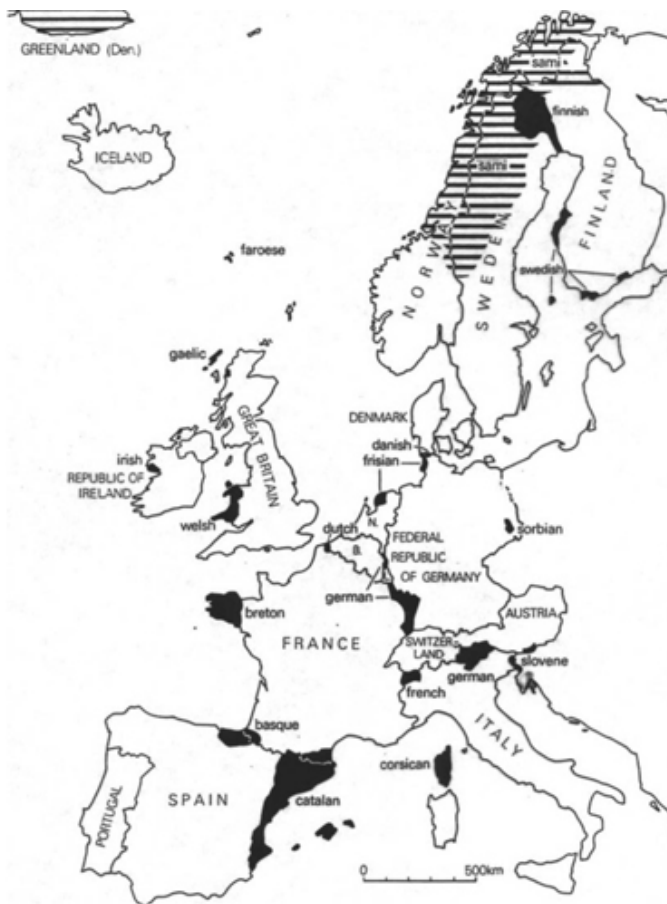 GREENLAND (Den.)
ICELAND
sami
finnish
sami
NORWAY
SWEDEN
FINLAND
swedish
faroese
gaelic
GREAT BRITAIN
irish
REPUBLIC OF
IRELAND
welsh
DENMARK
danish
frisian
N.
dutch
B.
FEDERAL
REPUBLIC
OF GERMANY
german
sorbian
breton
FRANCE
AUSTRIA
SWITZER-
LAND
german
slovene
french
ITALY
basque
corsican
catalan
SPAIN
PORTUGAL
0 500km